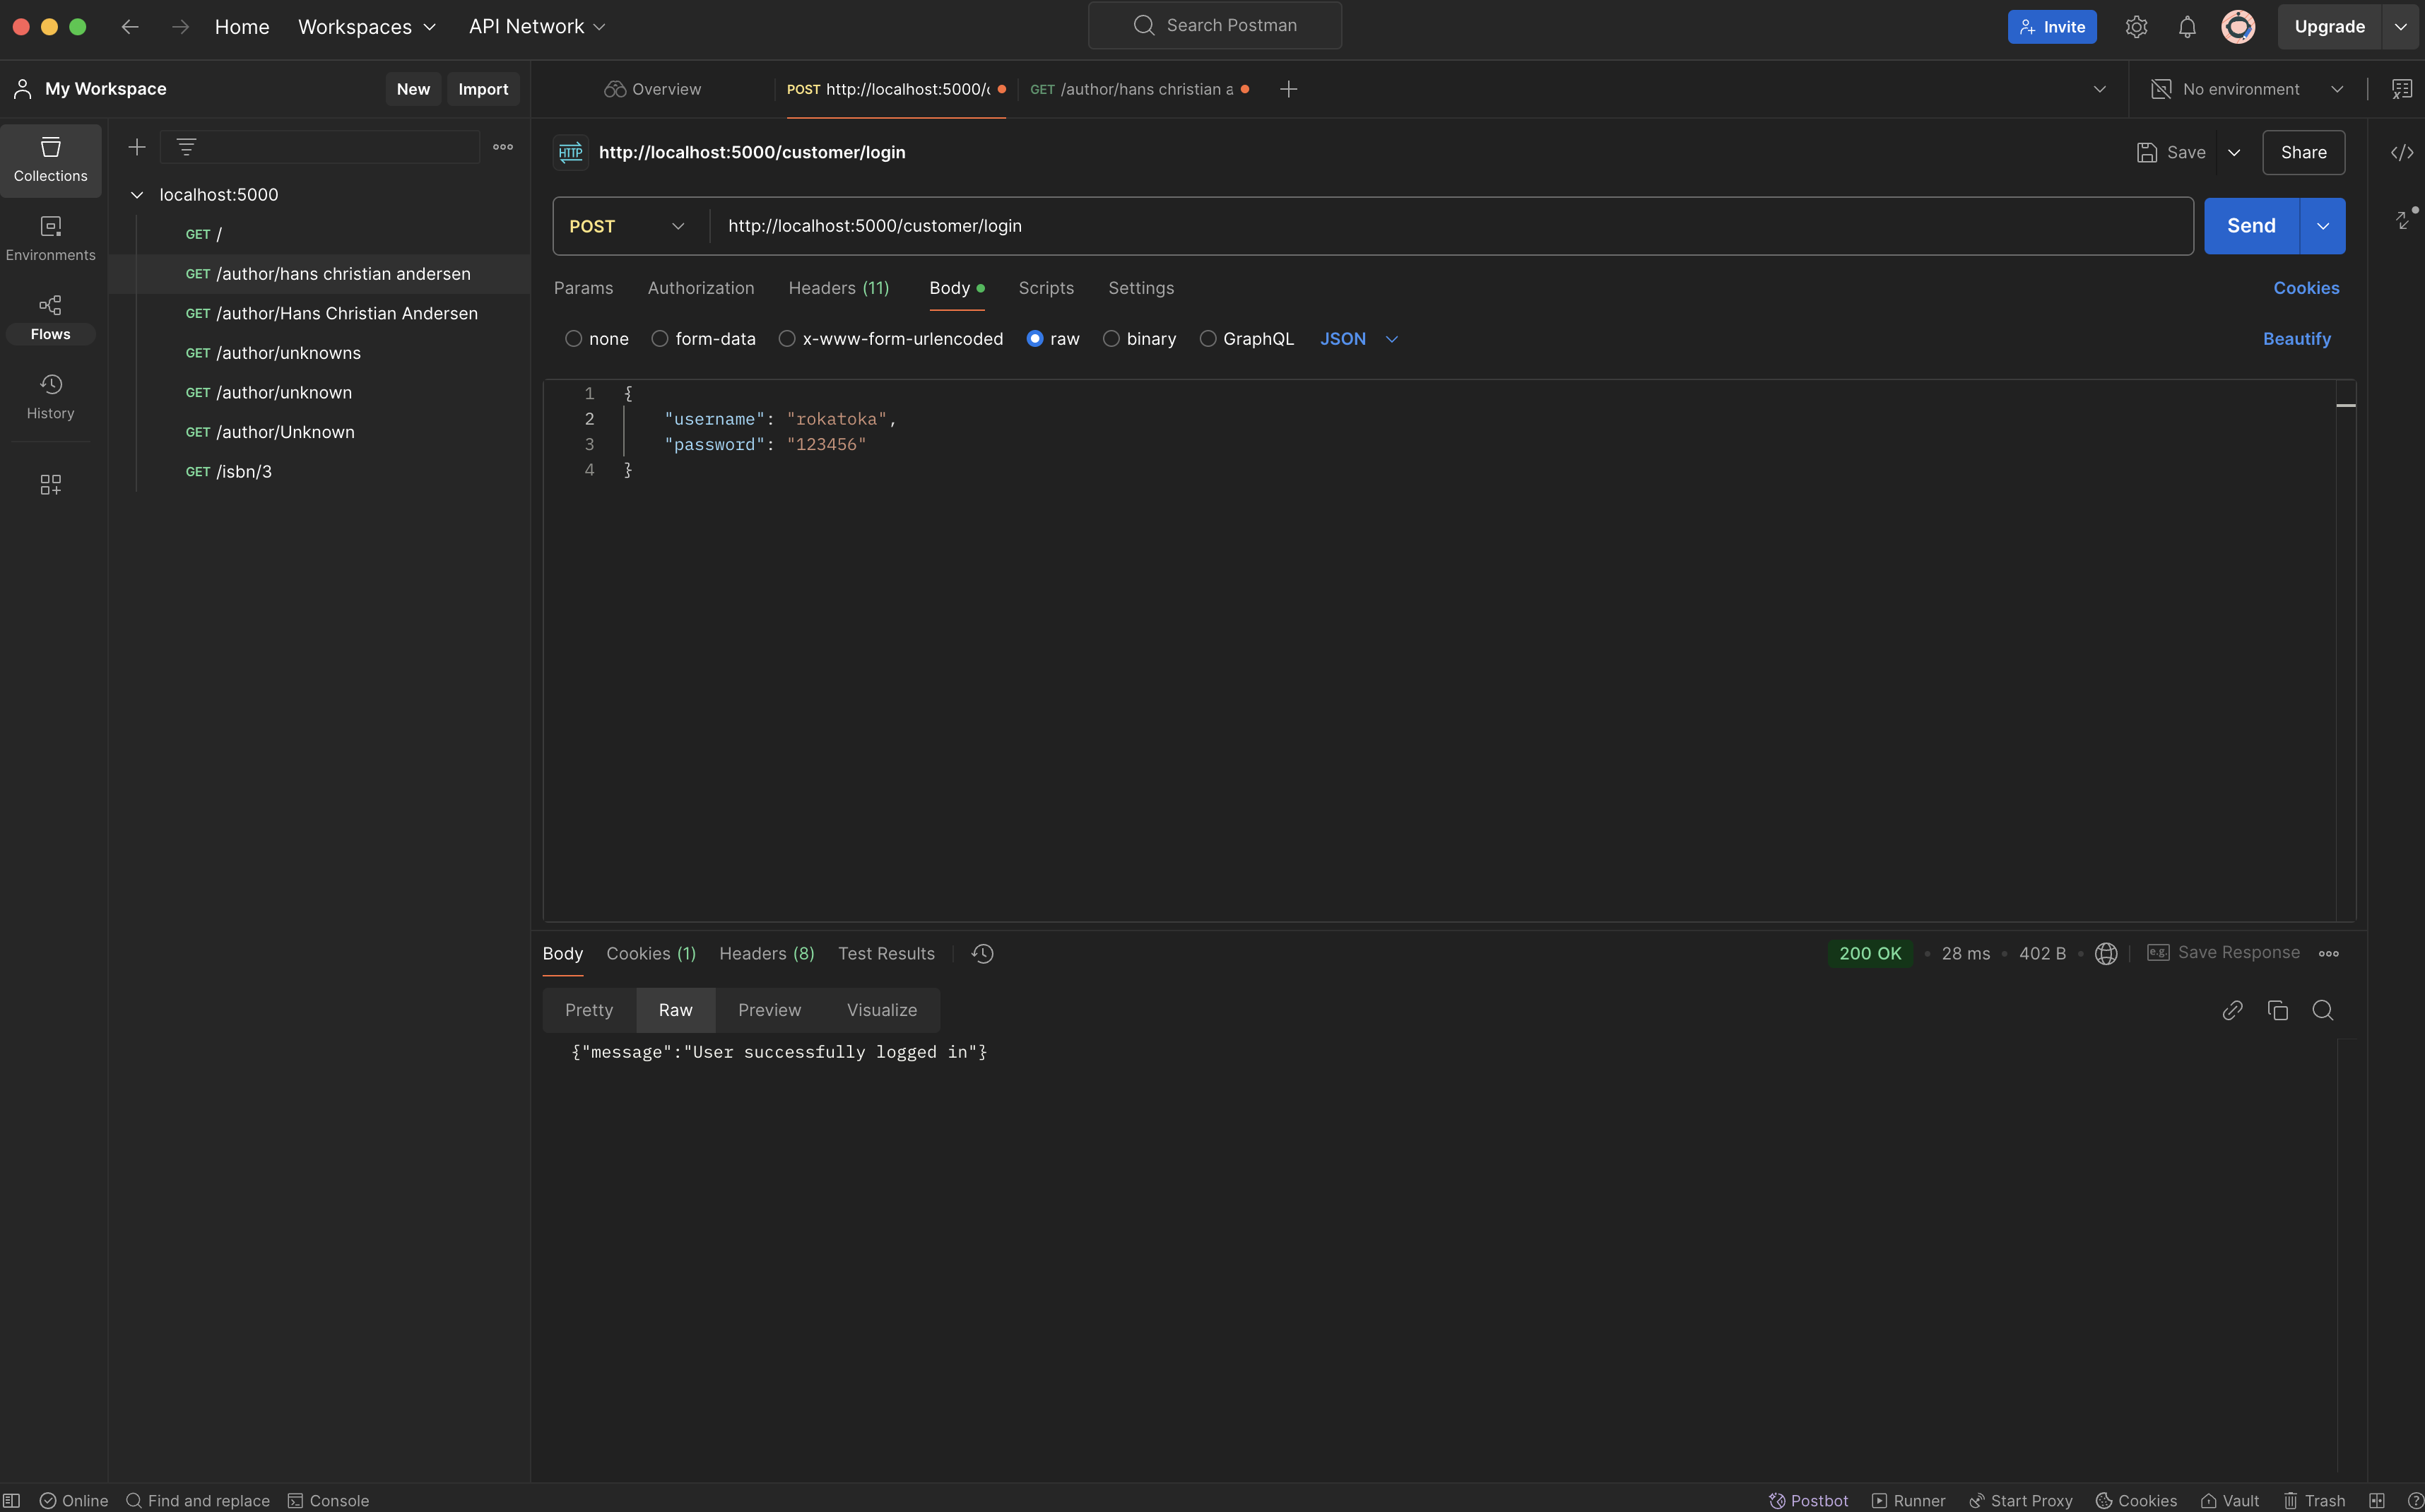 Home Workspaces API Network Search Postman Invite Upgrade
My Workspace New Import Overview POST http://localhost:5000/c GET /author/hans christian a No environment
Collections
Environments
Flows
History
localhost:5000
GET /
GET /author/hans christian andersen
GET /author/Hans Christian Andersen
GET /author/unknowns
GET /author/unknown
GET /author/Unknown
GET /isbn/3
HTTP http://localhost:5000/customer/login Save Share
POST http://localhost:5000/customer/login Send
Params Authorization Headers (11) Body Scripts Settings Cookies
none form-data x-www-form-urlencoded raw binary GraphQL JSON Beautify
1 {
2 "username": "rokatoka",
3 "password": "123456"
4 }
Body Cookies (1) Headers (8) Test Results 200 OK 28 ms 402 B e.g. Save Response
Pretty Raw Preview Visualize
{"message":"User successfully logged in"}
Online Find and replace Console Postbot Runner Start Proxy Cookies Vault Trash